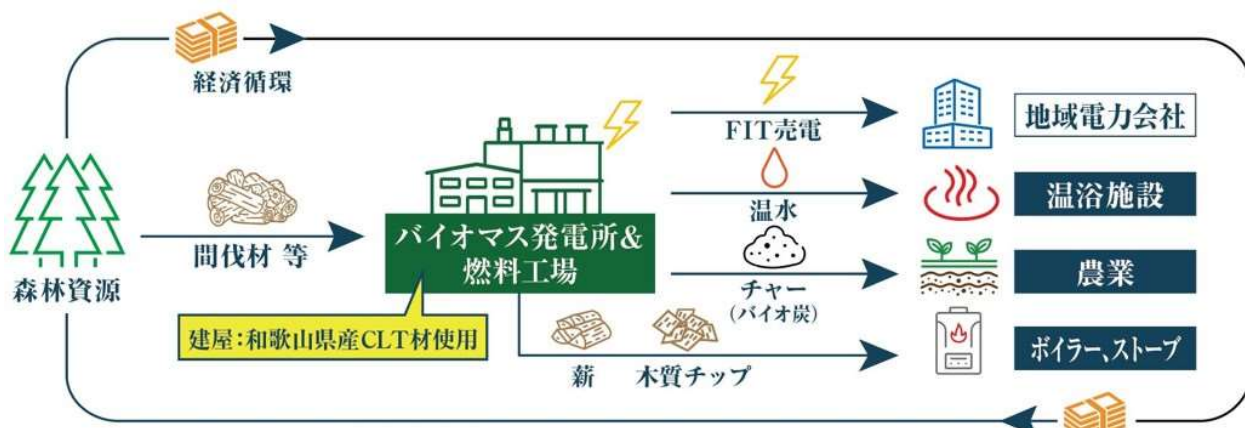 経済循環
FIT売電
地域電力会社
温水
温浴施設
森林資源
間伐材 等
バイオマス発電所&
燃料工場
チャー
(バイオ炭)
農業
建屋:和歌山県産CLT材使用
薪
木質チップ
ボイラー、ストーブ